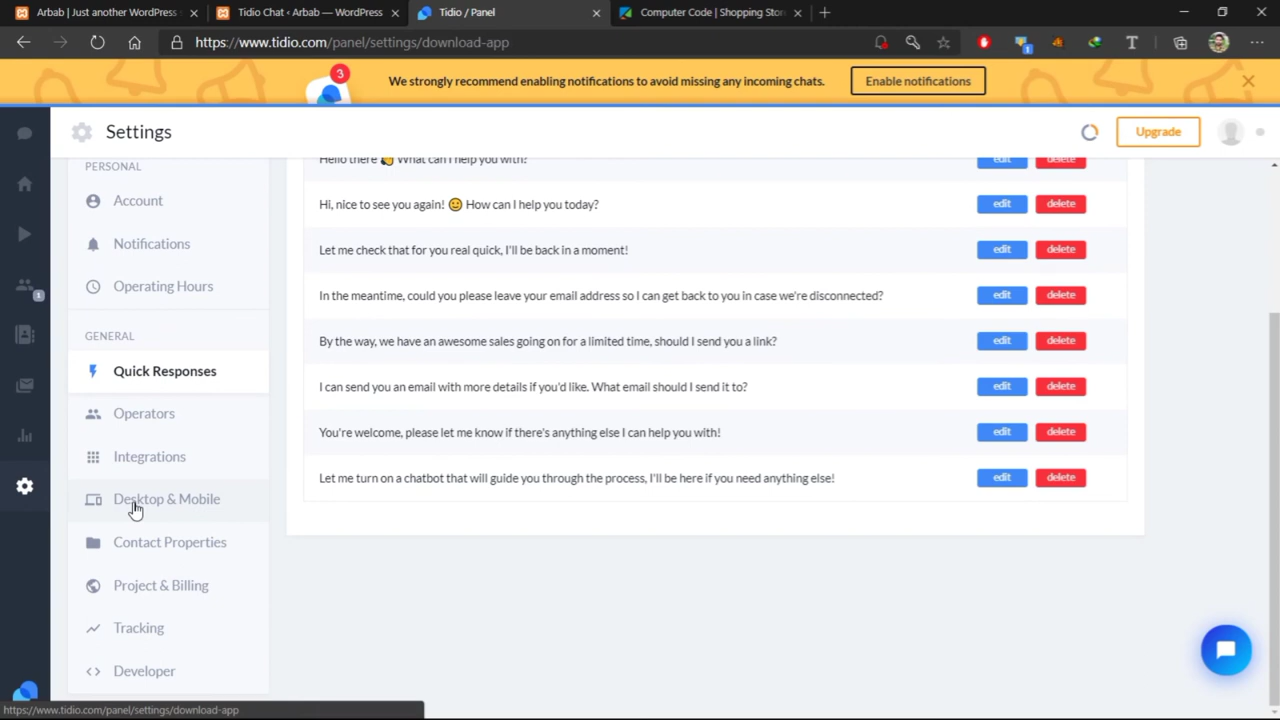 Arbab | Just another WordPress
Tidio Chat ‹ Arbab — WordPress
Tidio / Panel
Computer Code | Shopping Stor
https://www.tidio.com/panel/settings/download-app
1
3
We strongly recommend enabling notifications to avoid missing any incoming chats.
Enable notifications
Settings
Upgrade
PERSONAL
Account
Notifications
Operating Hours
1
GENERAL
Quick Responses
Operators
Integrations
Desktop & Mobile
Contact Properties
Project & Billing
Tracking
Developer
Hello there 👋 What can I help you with? edit delete
Hi, nice to see you again! 😊 How can I help you today? edit delete
Let me check that for you real quick, I'll be back in a moment! edit delete
In the meantime, could you please leave your email address so I can get back to you in case we're disconnected? edit delete
By the way, we have an awesome sales going on for a limited time, should I send you a link? edit delete
I can send you an email with more details if you'd like. What email should I send it to? edit delete
You're welcome, please let me know if there's anything else I can help you with! edit delete
Let me turn on a chatbot that will guide you through the process, I'll be here if you need anything else! edit delete
https://www.tidio.com/panel/settings/download-app